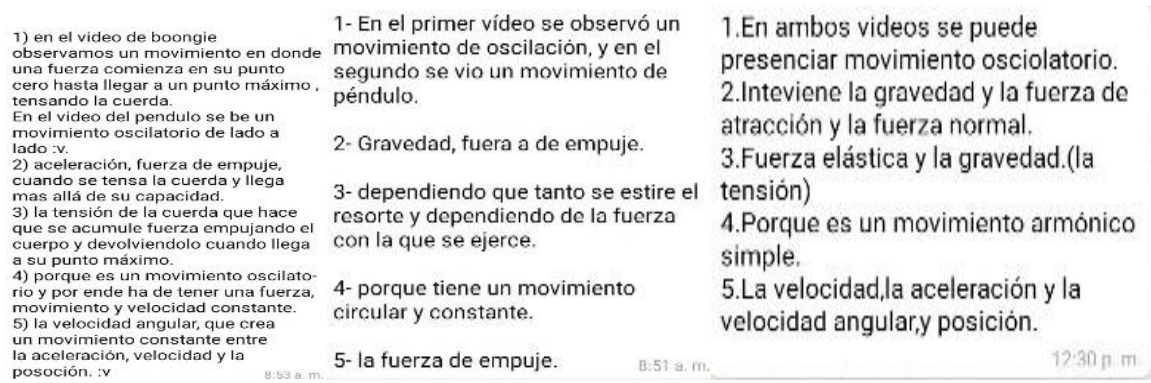 1) en el video de boongie
observamos un movimiento en donde
una fuerza comienza en su punto
cero hasta llegar a un punto máximo ,
tensando la cuerda.
En el video del pendulo se be un
movimiento oscilatorio de lado a
lado :v.
2) aceleración, fuerza de empuje,
cuando se tensa la cuerda y llega
mas allá de su capacidad.
3) la tensión de la cuerda que hace
que se acumule fuerza empujando el
cuerpo y devolviendolo cuando llega
a su punto máximo.
4) porque es un movimiento oscilato-
rio y por ende ha de tener una fuerza,
movimiento y velocidad constante.
5) la velocidad angular, que crea
un movimiento constante entre
la aceleración, velocidad y la
posoción. :v
8:53 a. m.
1- En el primer vídeo se observó un
movimiento de oscilación, y en el
segundo se vio un movimiento de
péndulo.
2- Gravedad, fuera a de empuje.
3- dependiendo que tanto se estire el
resorte y dependiendo de la fuerza
con la que se ejerce.
4- porque tiene un movimiento
circular y constante.
5- la fuerza de empuje.
8:51 a. m.
1.En ambos videos se puede
presenciar movimiento osciolatorio.
2.Inteviene la gravedad y la fuerza de
atracción y la fuerza normal.
3.Fuerza elástica y la gravedad.(la
tensión)
4.Porque es un movimiento armónico
simple.
5.La velocidad,la aceleración y la
velocidad angular,y posición.
12:30 p. m.